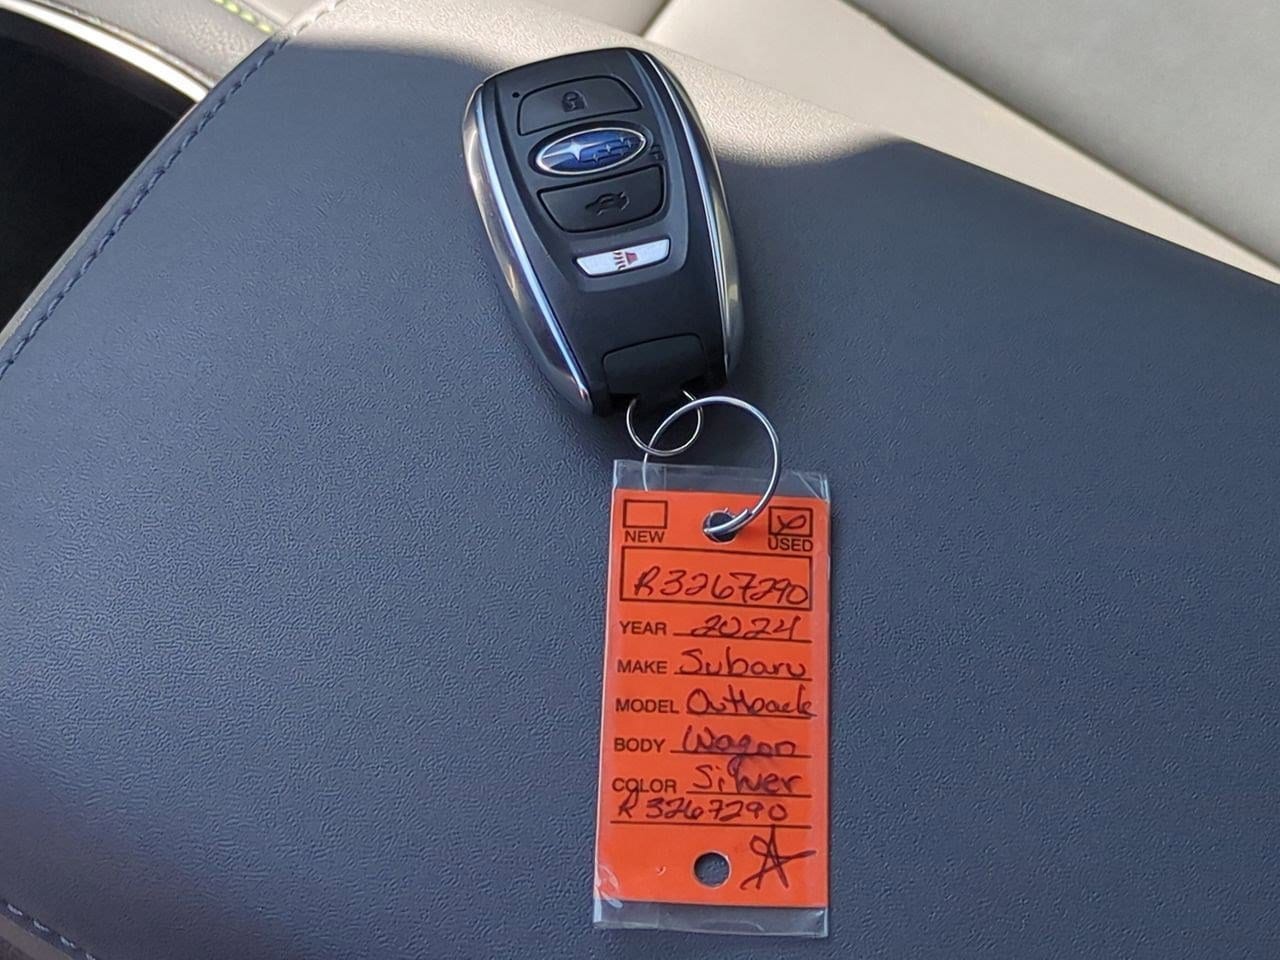 NEW USED
R3267290
YEAR 2024
MAKE Subaru
MODEL Outback
BODY Wagon
COLOR Silver
R3267290